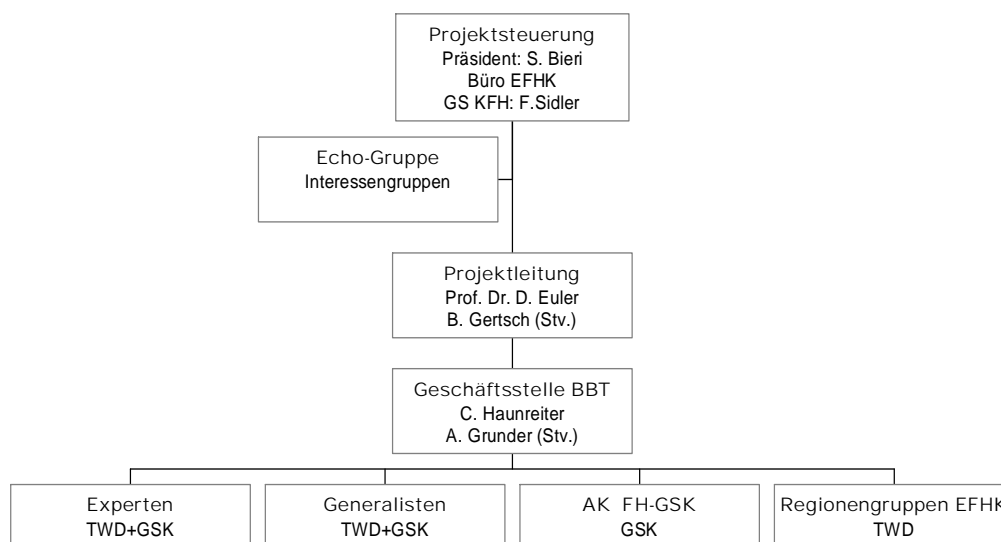 Projektsteuerung
Präsident: S. Bieri
Büro EFHK
GS KFH: F.Sidler
Echo-Gruppe
Interessengruppen
Projektleitung
Prof. Dr. D. Euler
B. Gertsch (Stv.)
Geschäftsstelle BBT
C. Haunreiter
A. Grunder (Stv.)
Experten
TWD+GSK
Generalisten
TWD+GSK
AK FH-GSK
GSK
Regionengruppen EFHK
TWD